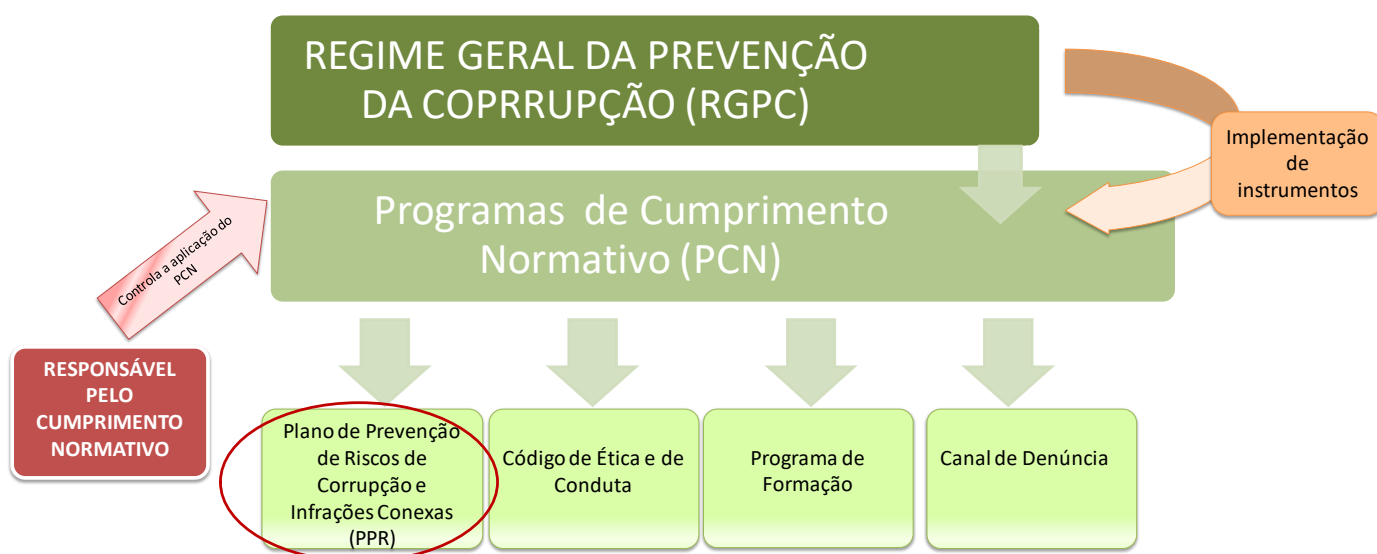 REGIME GERAL DA PREVENÇÃO
DA COPRRUPÇÃO (RGPC)
Implementação
de
instrumentos
Programas de Cumprimento
Normativo (PCN)
Controla a aplicação do
PCN
RESPONSÁVEL
PELO
CUMPRIMENTO
NORMATIVO
Plano de Prevenção
de Riscos de
Corrupção e
Infrações Conexas
(PPR)
Código de Ética e de
Conduta
Programa de
Formação
Canal de Denúncia